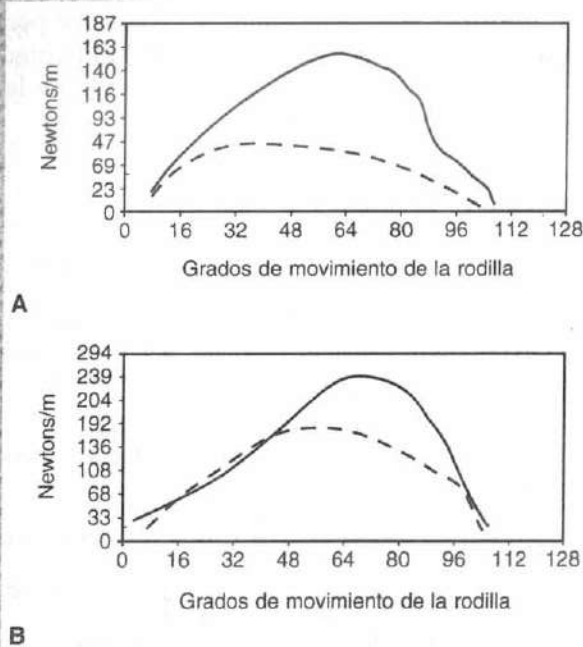 187
163
140
116
93
47
69
23
0
Newtons/m
0 16 32 48 64 80 96 112 128
Grados de movimiento de la rodilla
A
294
239
204
192
136
108
68
33
0
Newtons/m
0 16 32 48 64 80 96 112 128
Grados de movimiento de la rodilla
B